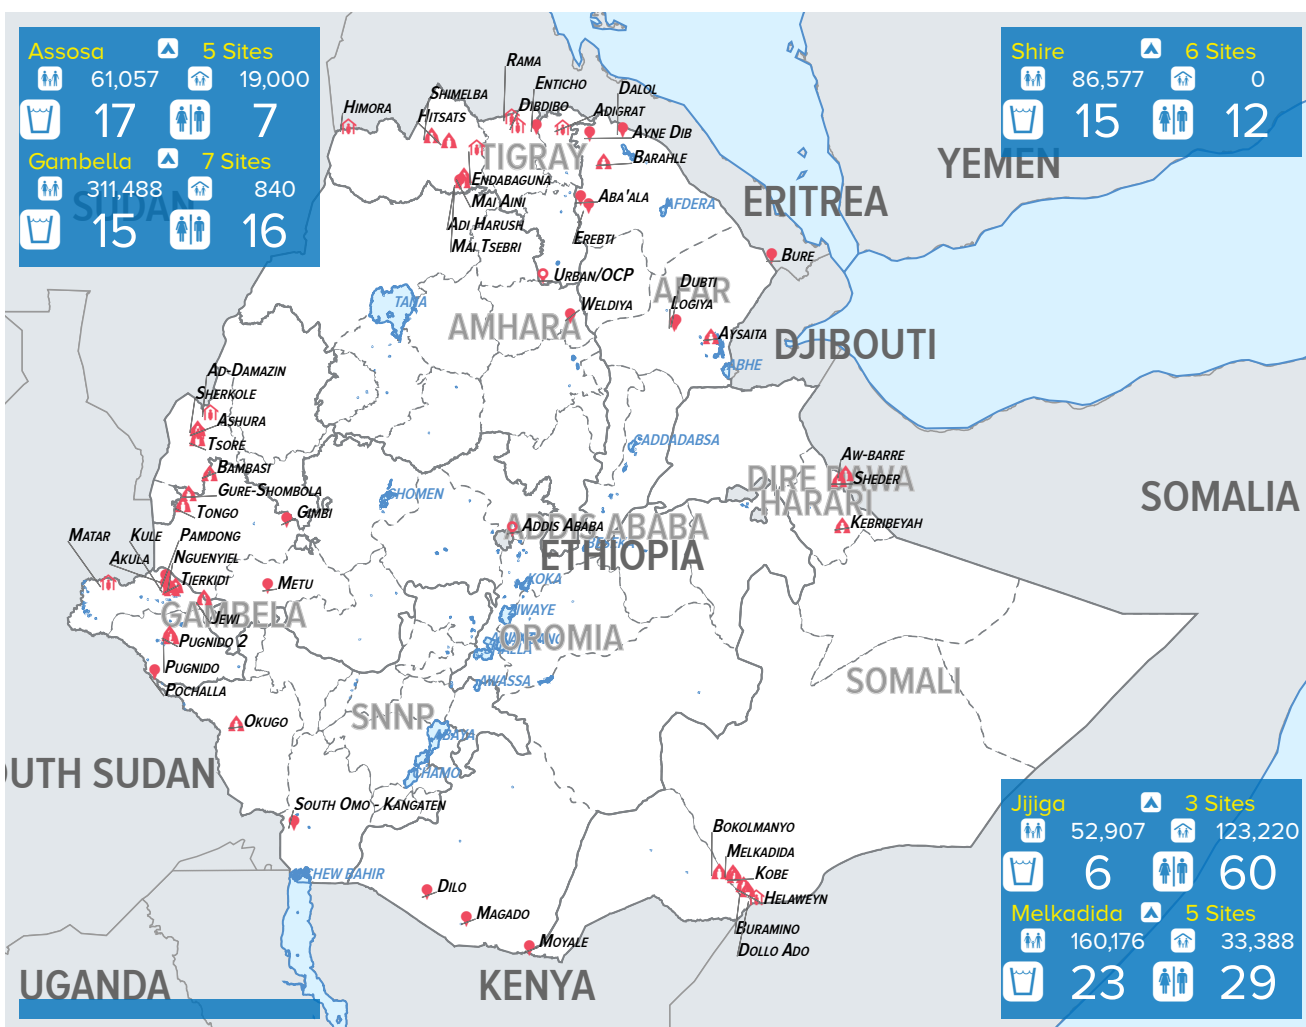 Assosa 5 Sites
61,057 19,000
17 7
Gambella 7 Sites
311,488 840
15 16
Shire 6 Sites
86,577 0
15 12
SUDAN
YEMEN
ERITREA
DJIBOUTI
SOMALIA
ETHIOPIA
OUTH SUDAN
UGANDA
KENYA
TIGRAY
AFAR
AMHARA
DIRE DAWA
HARARI
ADDIS ABABA
GAMBELA
OROMIA
SOMALI
SNNP
RAMA
ENTICHO
DALOL
SHIMELBA
DIBDIBO
ADIGRAT
HIMORA
HITSATS
AYNE DIB
BARAHLE
ENDABAGUNA
MAI AINI
ABA'ALA
AFDERA
ADI HARUSH
MAI TSEBRI
EREBTI
BURE
URBAN/OCP
DUBTI
LOGIYA
TANA
WELDIYA
AYSAITA
ABHE
AD-DAMAZIN
SHERKOLE
ASHURA
TSORE
BAMBASI
GURE-SHOMBOLA
TONGO
GIMBI
SHOMEN
GADDADABSA
AW-BARRE
SHEDER
KEBRIBEYAH
ADDIS ABABA
MATAR
KULE
PAMDONG
AKULA
NGUENYIEL
TIERKIDI
METU
JEWI
KOKA
ZIWAYE
AWASSA
PUGNIDO 2
PUGNIDO
POCHALLA
OKUGO
ABAYA
CHAMO
SOUTH OMO - KANGATEN
CHEW BAHIR
DILO
MAGADO
MOYALE
BOKOLMANYO
MELKADIDA
KOBE
HELAWEYN
BURAMINO
DOLLO ADO
Jijiga 3 Sites
52,907 123,220
6 60
Melkadida 5 Sites
160,176 33,388
23 29